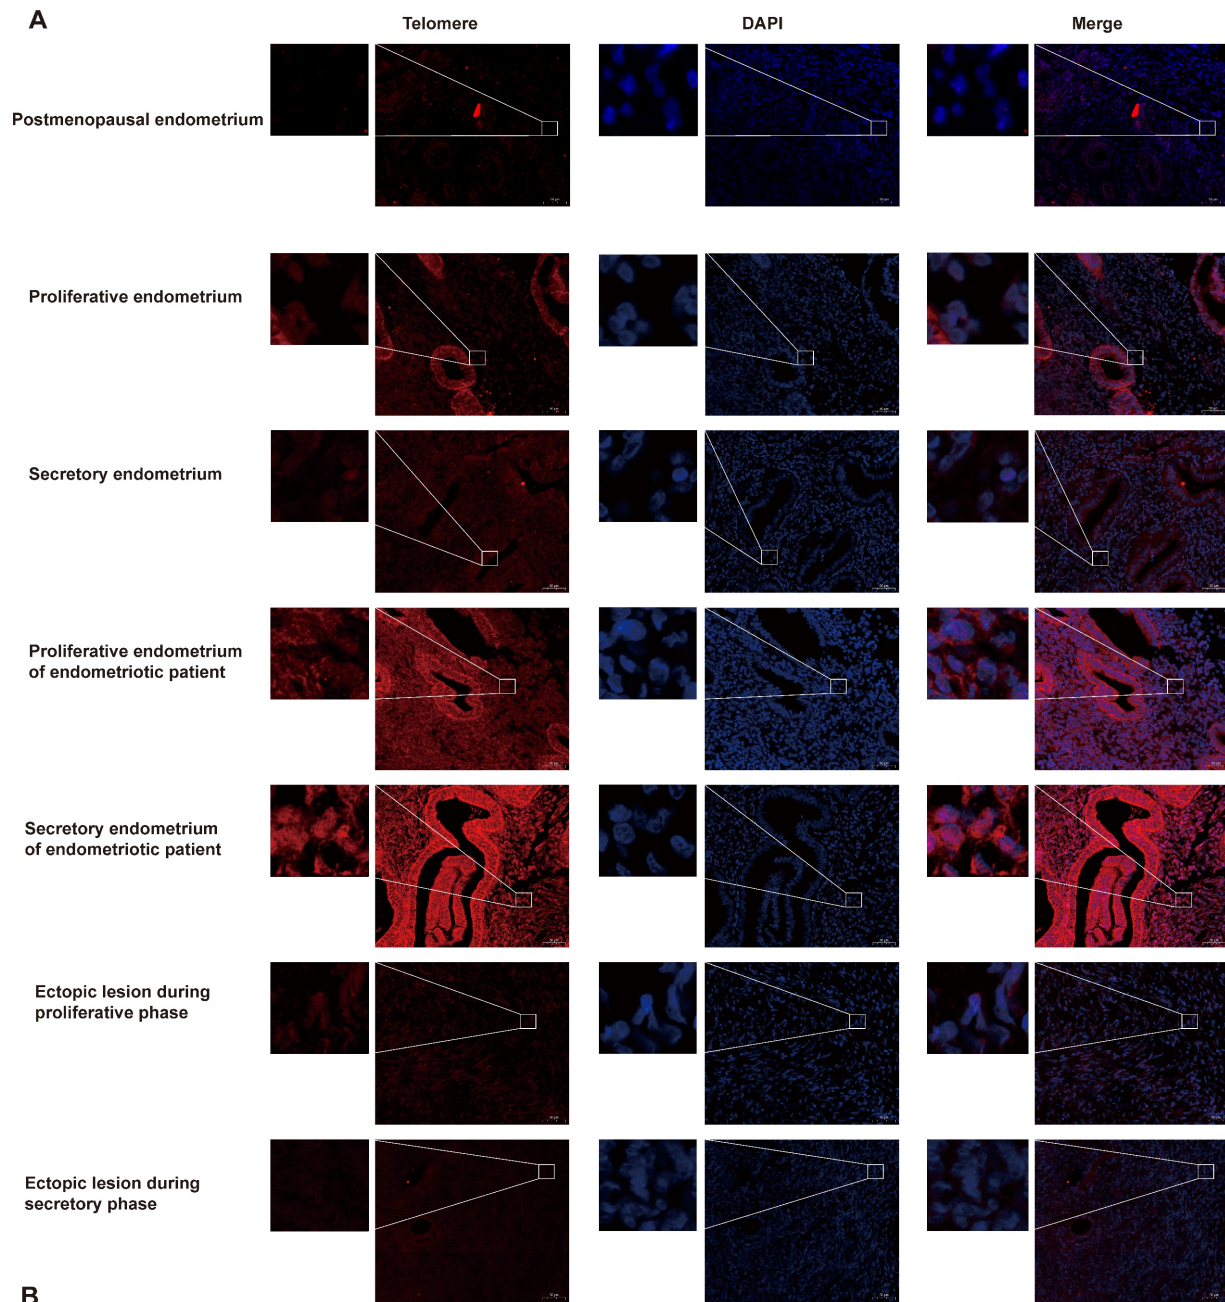 A
Telomere DAPI Merge
Postmenopausal endometrium
Proliferative endometrium
Secretory endometrium
Proliferative endometrium
of endometriotic patient
Secretory endometrium
of endometriotic patient
Ectopic lesion during
proliferative phase
Ectopic lesion during
secretory phase
B